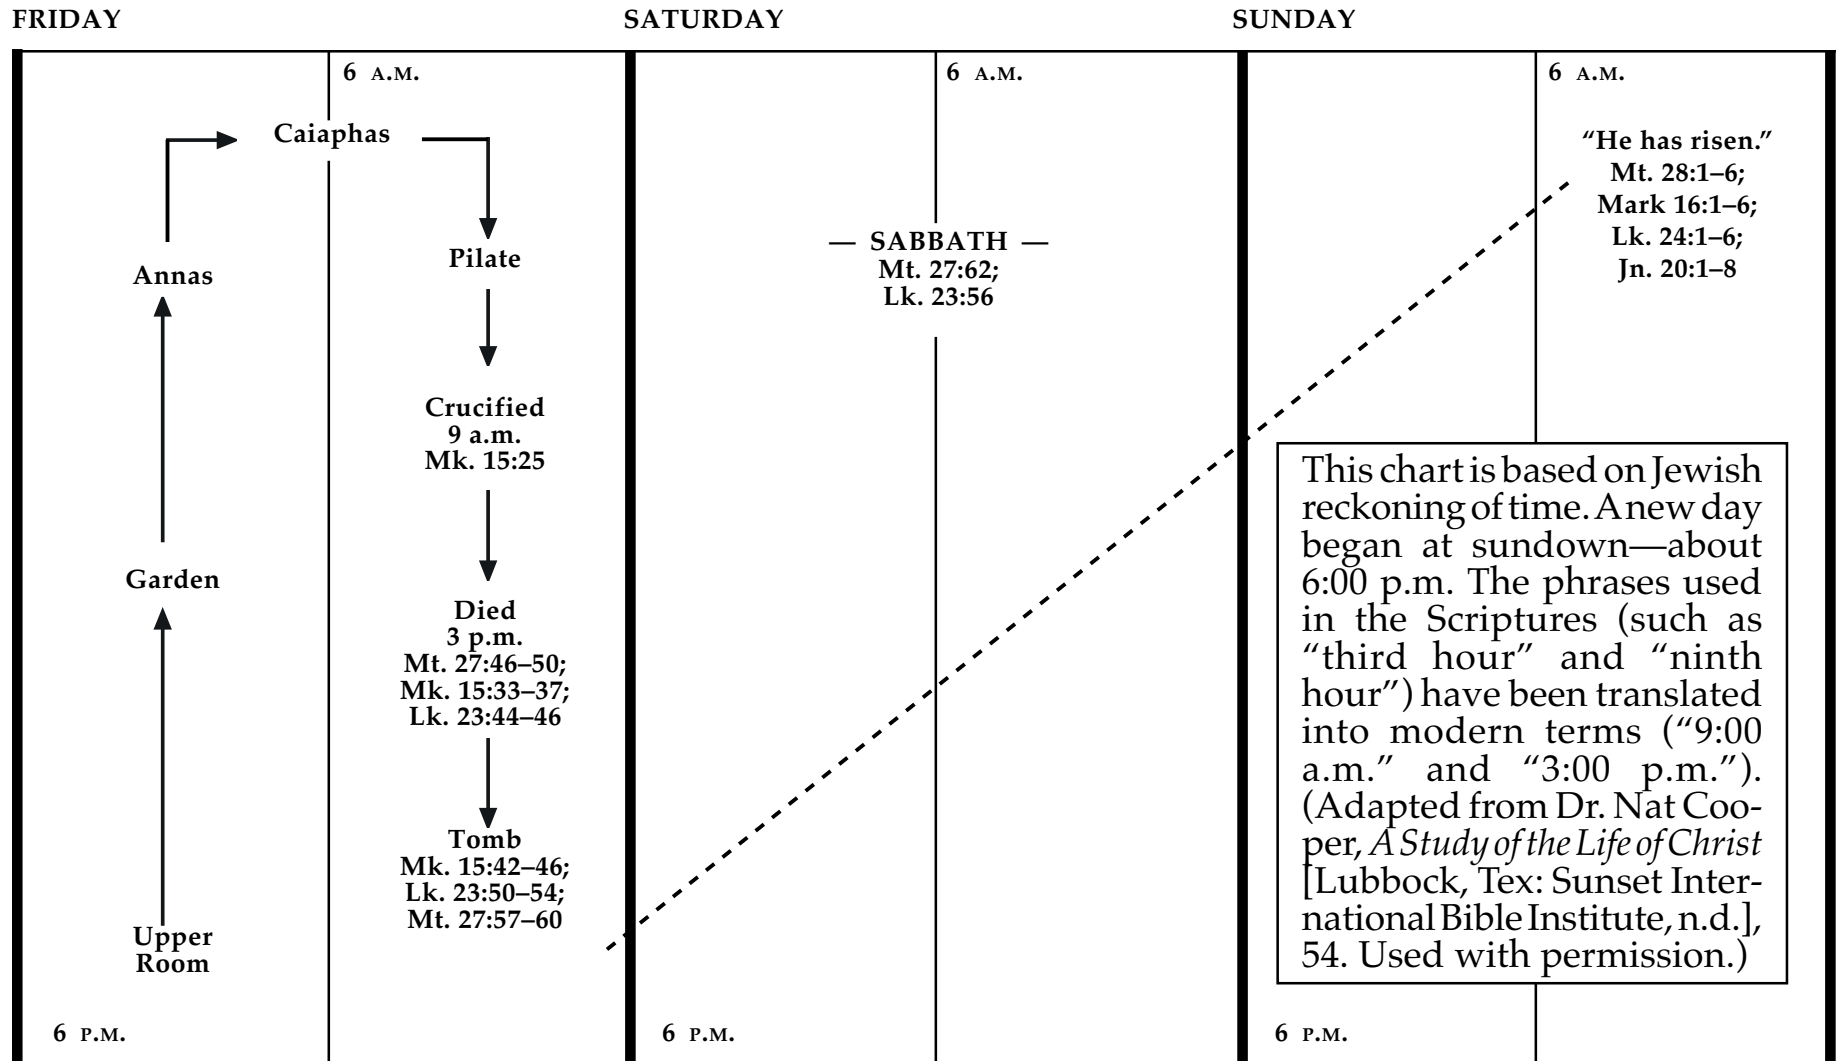 FRIDAY SATURDAY SUNDAY
6 A.M. 6 A.M. 6 A.M.
Caiaphas
Annas
Garden
Upper
Room
6 P.M.
Pilate
Crucified
9 a.m.
Mk. 15:25
Died
3 p.m.
Mt. 27:46–50;
Mk. 15:33–37;
Lk. 23:44–46
Tomb
Mk. 15:42–46;
Lk. 23:50–54;
Mt. 27:57–60
— SABBATH —
Mt. 27:62;
Lk. 23:56
6 P.M.
“He has risen.”
Mt. 28:1–6;
Mark 16:1–6;
Lk. 24:1–6;
Jn. 20:1–8
This chart is based on Jewish
reckoning of time. A new day
began at sundown—about
6:00 p.m. The phrases used
in the Scriptures (such as
“third hour” and “ninth
hour”) have been translated
into modern terms (“9:00
a.m.” and “3:00 p.m.”).
(Adapted from Dr. Nat Coo-
per, A Study of the Life of Christ
[Lubbock, Tex: Sunset Inter-
national Bible Institute, n.d.],
54. Used with permission.)
6 P.M.